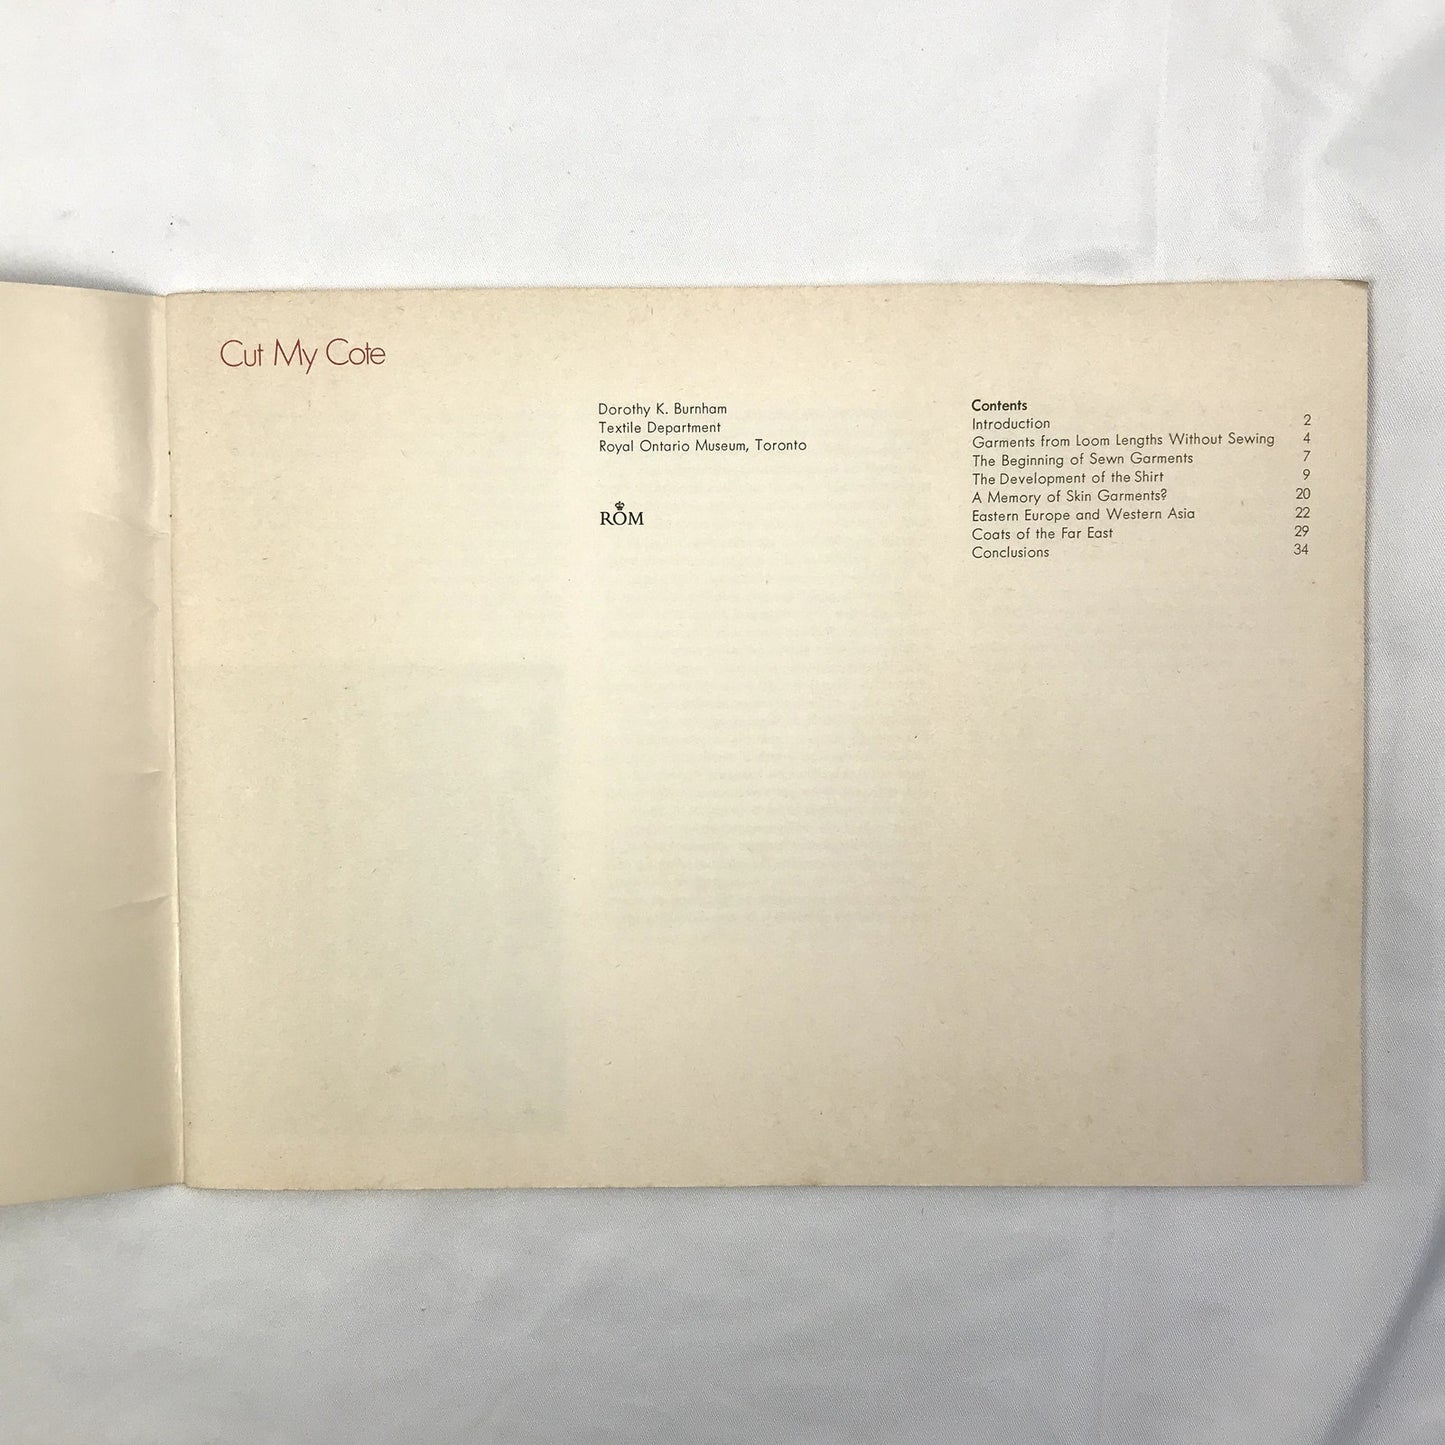 Cut My Cote
Dorothy K. Burnham
Textile Department
Royal Ontario Museum, Toronto
ROM
Contents
Introduction 2
Garments from Loom Lengths Without Sewing 4
The Beginning of Sewn Garments 7
The Development of the Shirt 9
A Memory of Skin Garments? 20
Eastern Europe and Western Asia 22
Coats of the Far East 29
Conclusions 34